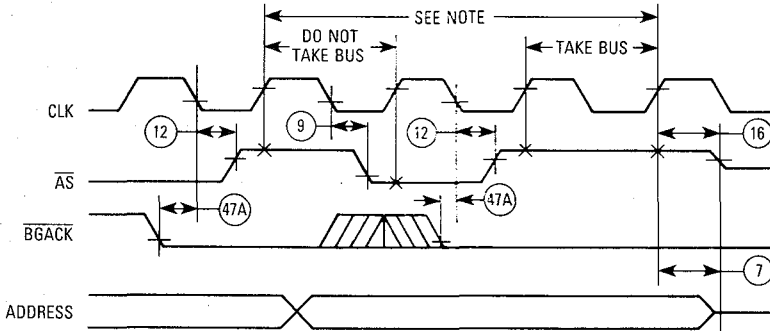 SEE NOTE
DO NOT
TAKE BUS
TAKE BUS
CLK
12
9
12
16
AS
47A
47A
BGACK
7
ADDRESS